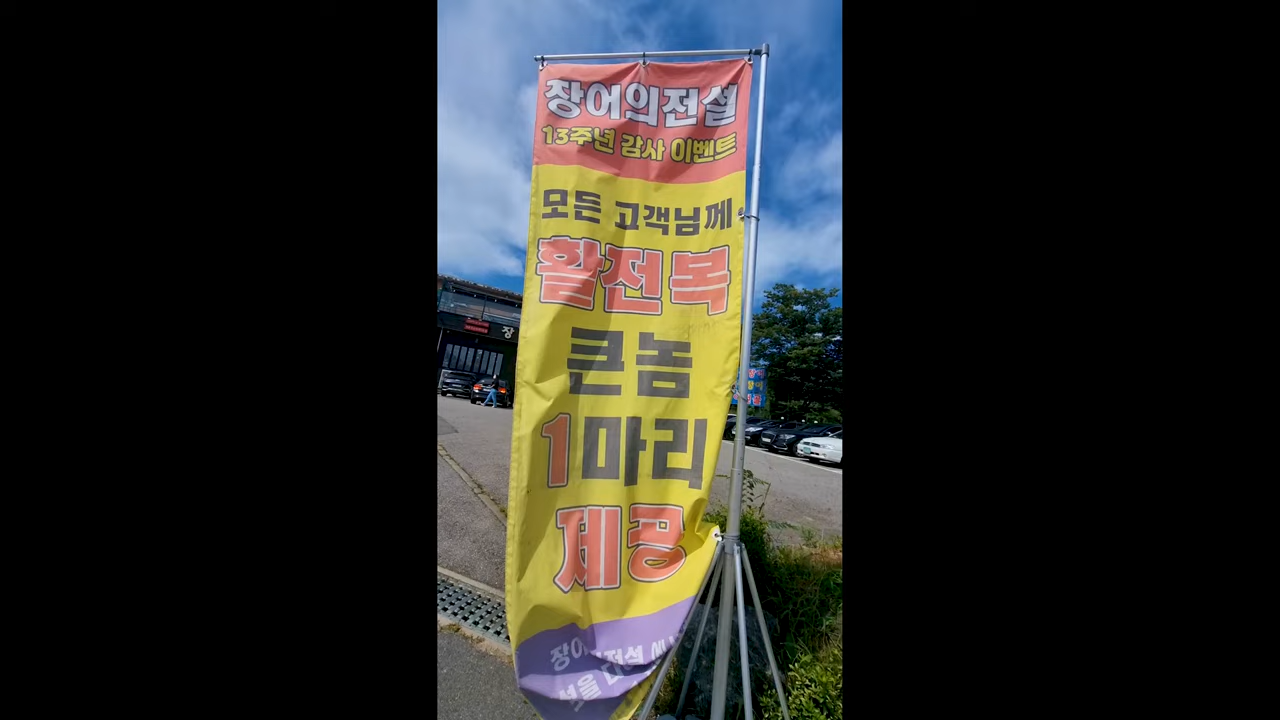 장어의전설
13주년 감사 이벤트
모든 고객님께
활전복
큰놈
1마리
제공
장